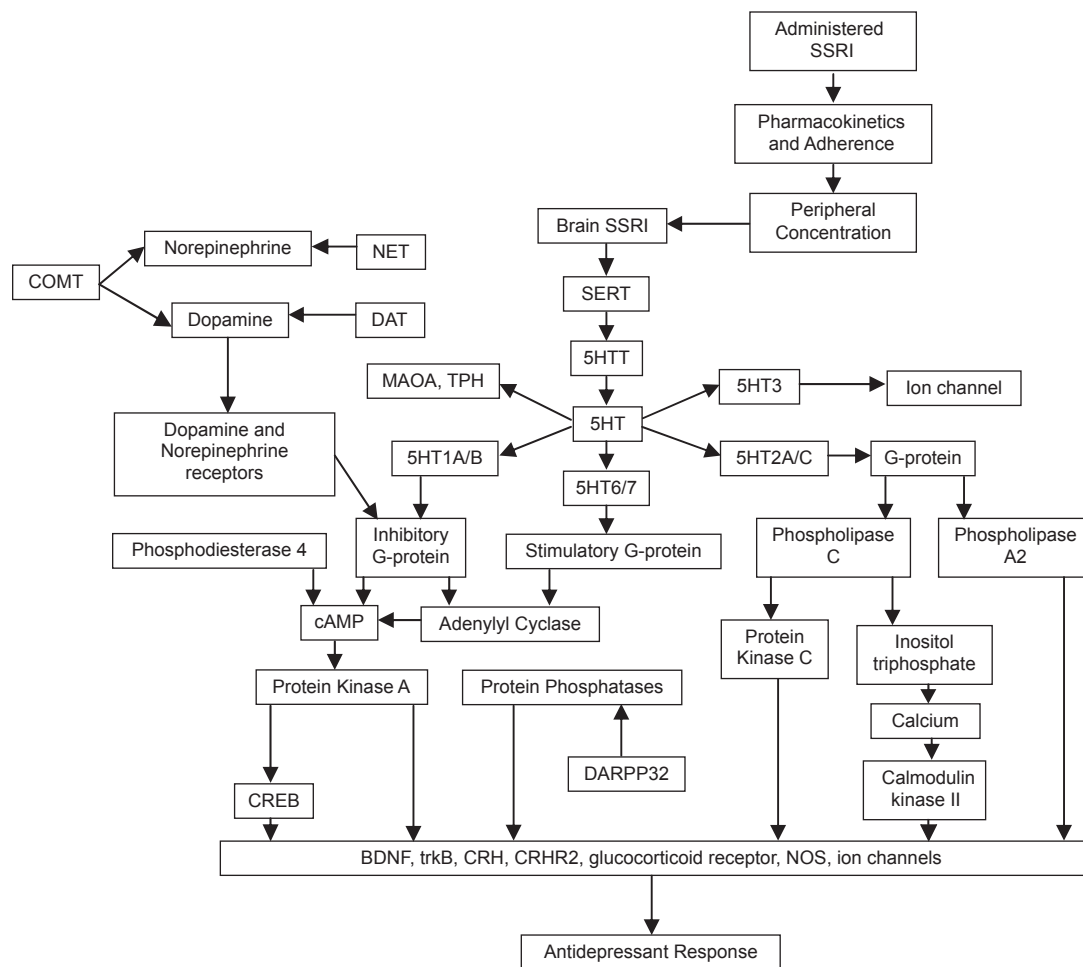 Administered
SSRI
Pharmacokinetics
and Adherence
Peripheral
Concentration
Brain SSRI
Norepinephrine
NET
COMT
SERT
Dopamine
DAT
5HTT
MAOA, TPH
5HT3
Ion channel
5HT
Dopamine and
Norepinephrine
receptors
5HT1A/B
5HT2A/C
G-protein
5HT6/7
Phosphodiesterase 4
Inhibitory
G-protein
Stimulatory G-protein
Phospholipase
C
Phospholipase
A2
cAMP
Adenylyl Cyclase
Protein
Kinase C
Inositol
triphosphate
Protein Kinase A
Protein Phosphatases
Calcium
DARPP32
CREB
Calmodulin
kinase II
BDNF, trkB, CRH, CRHR2, glucocorticoid receptor, NOS, ion channels
Antidepressant Response